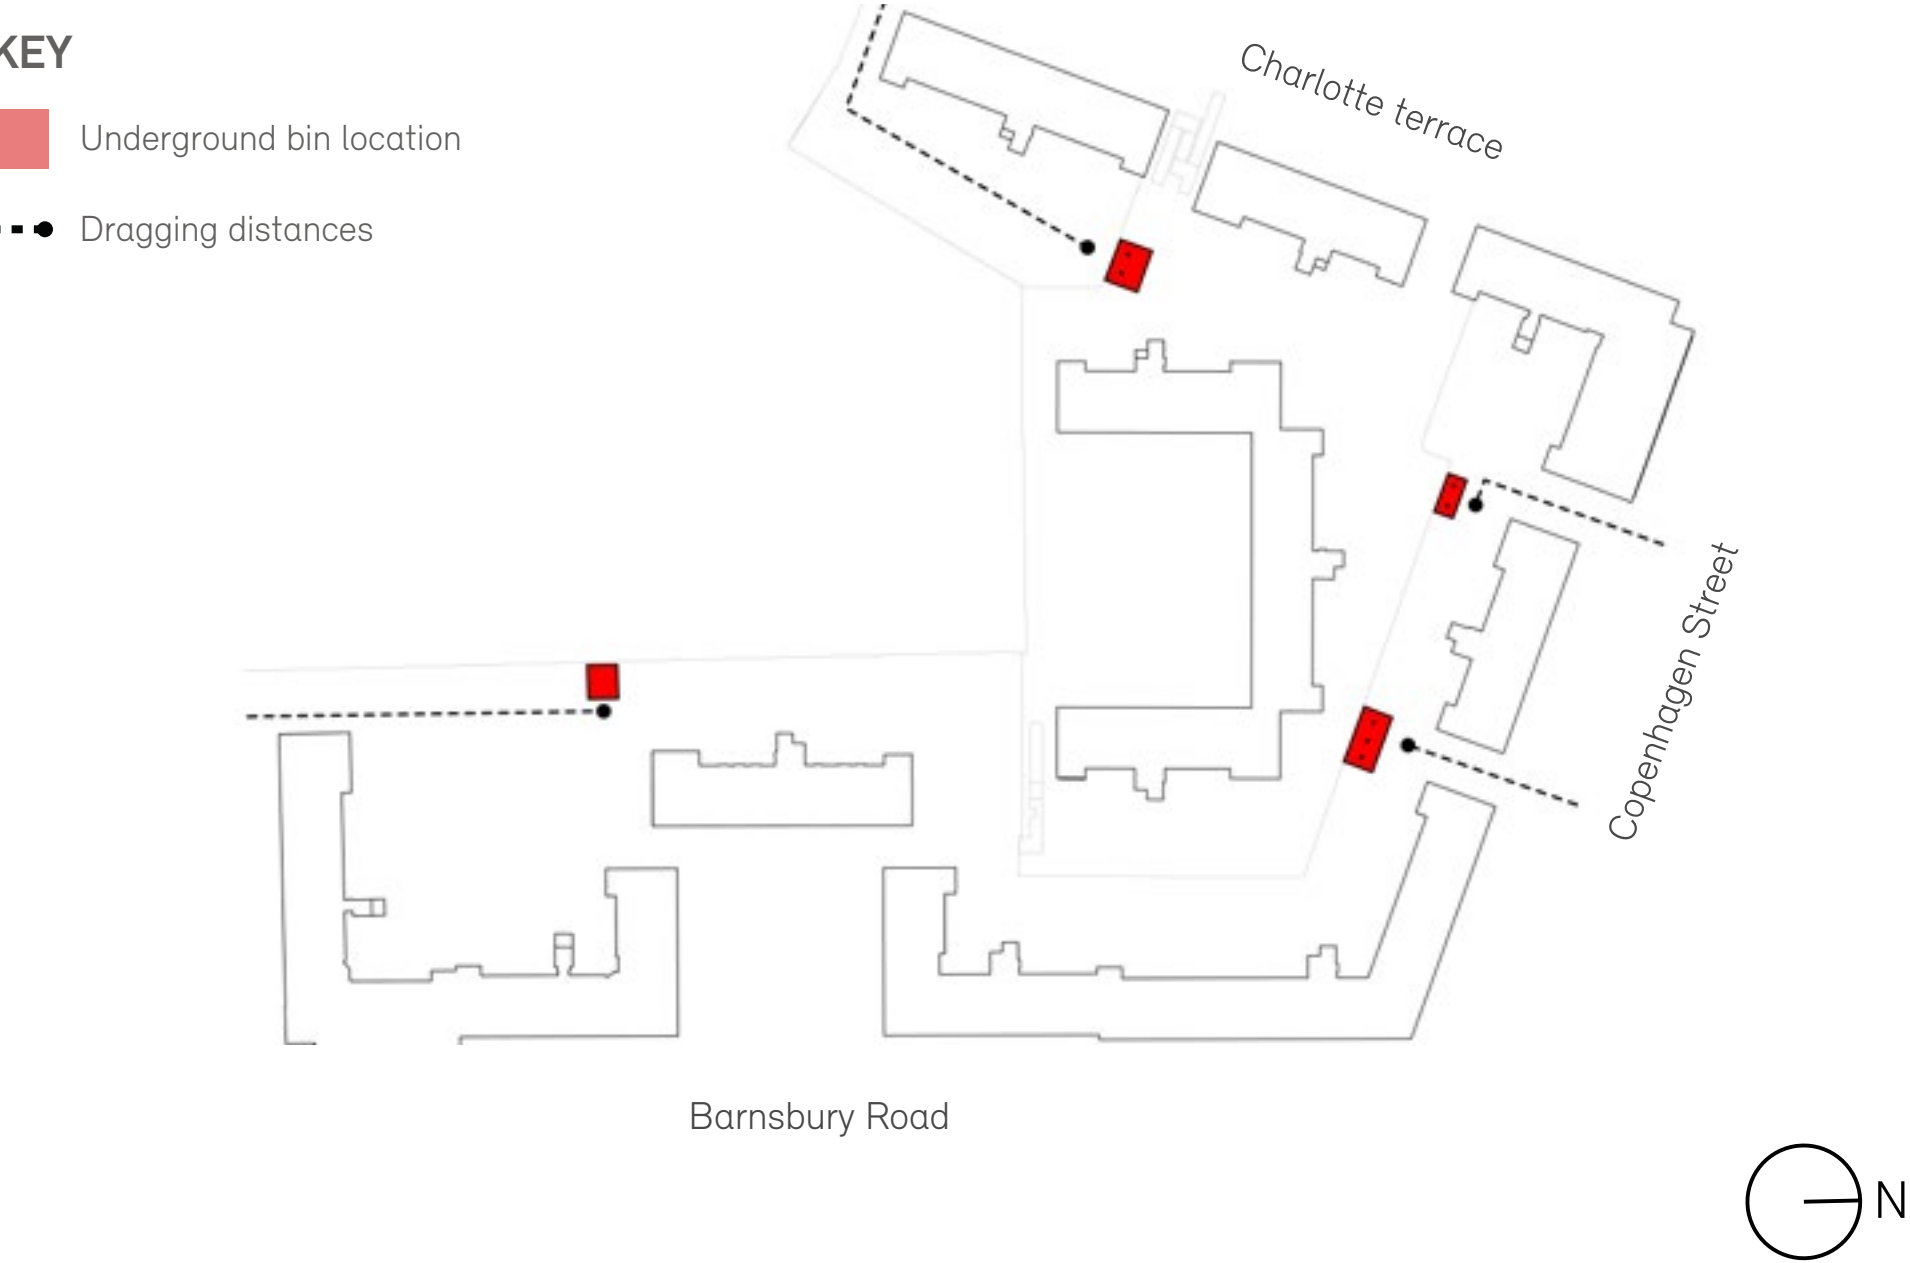 KEY
Underground bin location
Dragging distances
Charlotte terrace
Copenhagen Street
Barnsbury Road
N